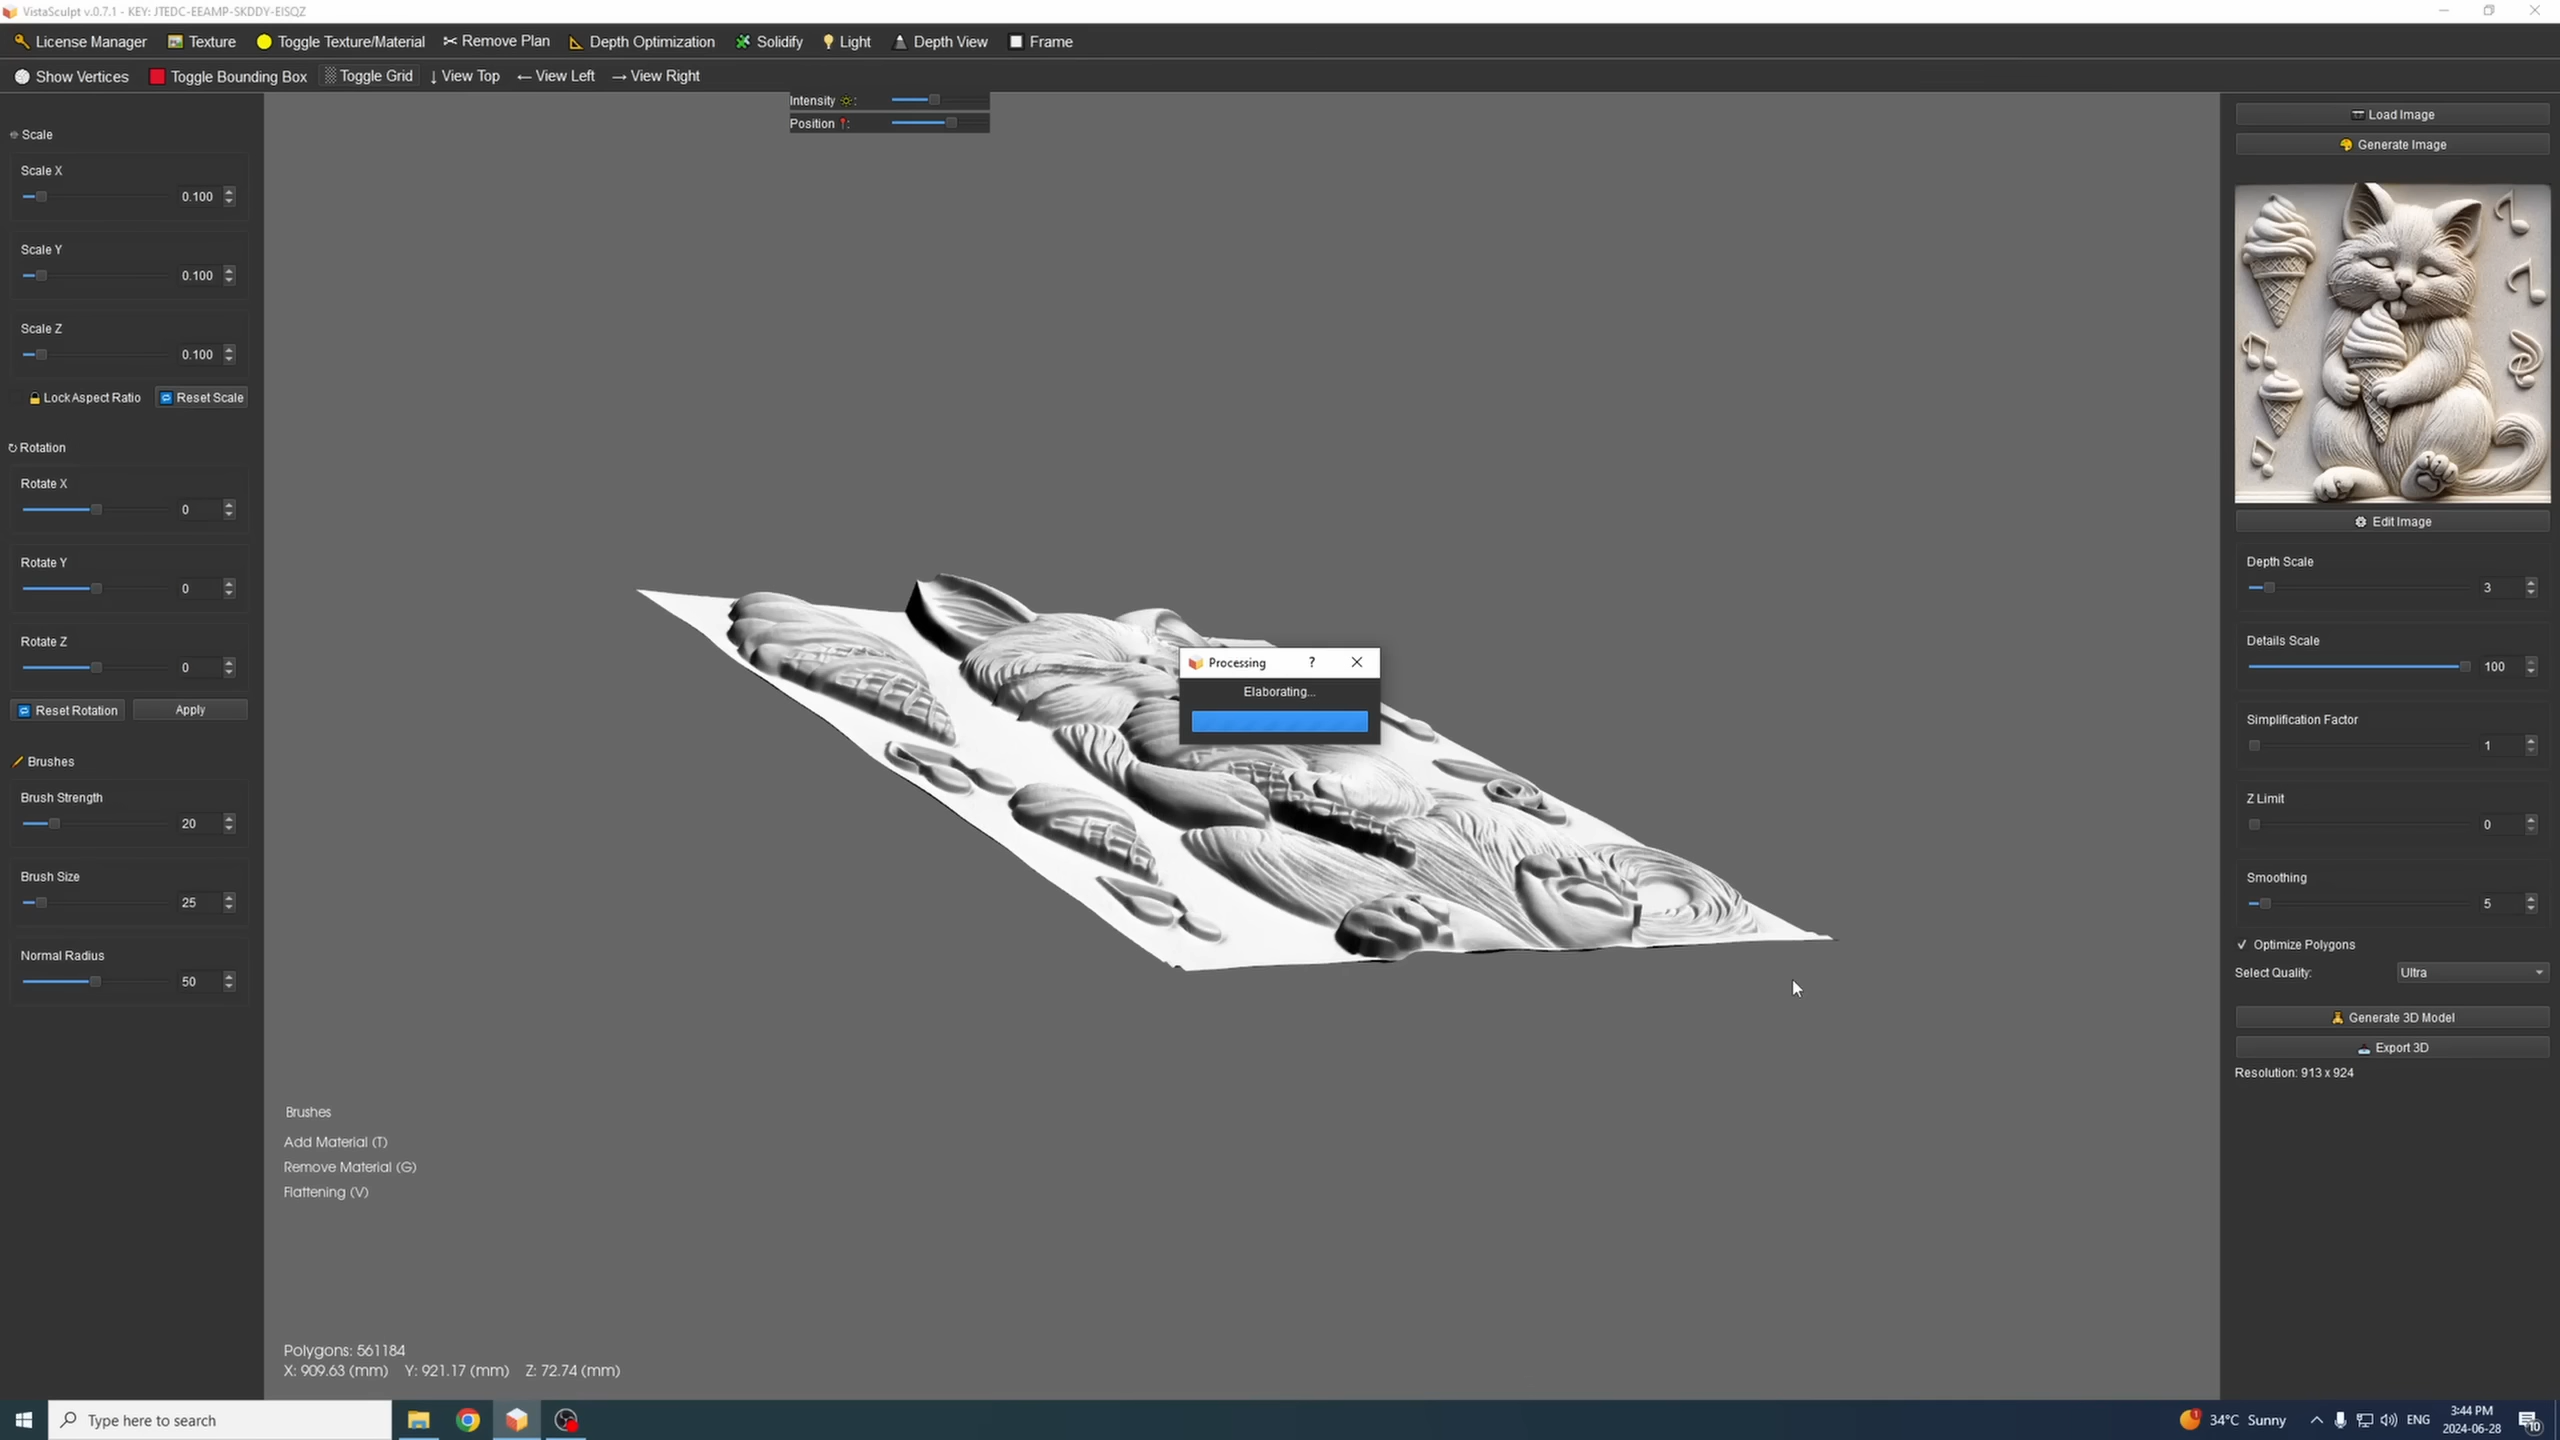 VistaSculpt v.0.7.1 - KEY: JTEDC-EEAMP-SKDDY-EISQZ
License Manager Texture Toggle Texture/Material Remove Plan Depth Optimization Solidify Light Depth View Frame
Show Vertices Toggle Bounding Box Toggle Grid ↓ View Top ← View Left → View Right
Intensity :
Position :
Scale
Scale X
0.100
Scale Y
0.100
Scale Z
0.100
Lock Aspect Ratio Reset Scale
Rotation
Rotate X
0
Rotate Y
0
Rotate Z
0
Reset Rotation Apply
Brushes
Brush Strength
20
Brush Size
25
Normal Radius
50
Processing ?
Elaborating...
Brushes
Add Material (T)
Remove Material (G)
Flattening (V)
Polygons: 561184
X: 909.63 (mm) Y: 921.17 (mm) Z: 72.74 (mm)
Load Image
Generate Image
Edit Image
Depth Scale
3
Details Scale
100
Simplification Factor
1
Z Limit
0
Smoothing
5
Optimize Polygons
Select Quality: Ultra
Generate 3D Model
Export 3D
Resolution: 913 x 924
Type here to search
1
34°C Sunny
ENG
3:44 PM
2024-06-28
10